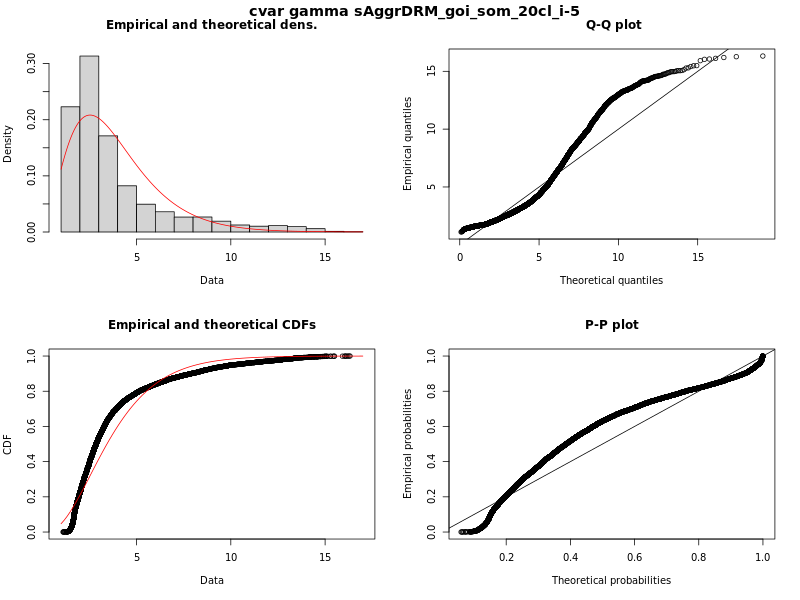 cvar gamma sAggrDRM_goi_som_20cl_i-5
Empirical and theoretical dens.
Density
0.00 0.10 0.20 0.30
5 10 15
Data
Q-Q plot
Empirical quantiles
5 10 15
0 5 10 15
Theoretical quantiles
Empirical and theoretical CDFs
CDF
0.0 0.2 0.4 0.6 0.8 1.0
5 10 15
Data
P-P plot
Empirical probabilities
0.0 0.2 0.4 0.6 0.8 1.0
0.2 0.4 0.6 0.8 1.0
Theoretical probabilities